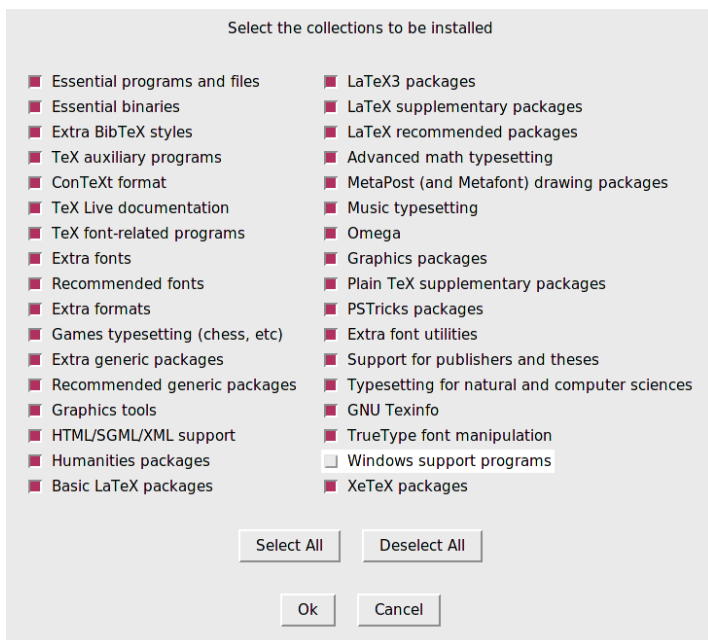 Select the collections to be installed
Essential programs and files
Essential binaries
Extra BibTeX styles
TeX auxiliary programs
ConTeXt format
TeX Live documentation
TeX font-related programs
Extra fonts
Recommended fonts
Extra formats
Games typesetting (chess, etc)
Extra generic packages
Recommended generic packages
Graphics tools
HTML/SGML/XML support
Humanities packages
Basic LaTeX packages
LaTeX3 packages
LaTeX supplementary packages
LaTeX recommended packages
Advanced math typesetting
MetaPost (and Metafont) drawing packages
Music typesetting
Omega
Graphics packages
Plain TeX supplementary packages
PSTricks packages
Extra font utilities
Support for publishers and theses
Typesetting for natural and computer sciences
GNU Texinfo
TrueType font manipulation
Windows support programs
XeTeX packages
Select All
Deselect All
Ok
Cancel